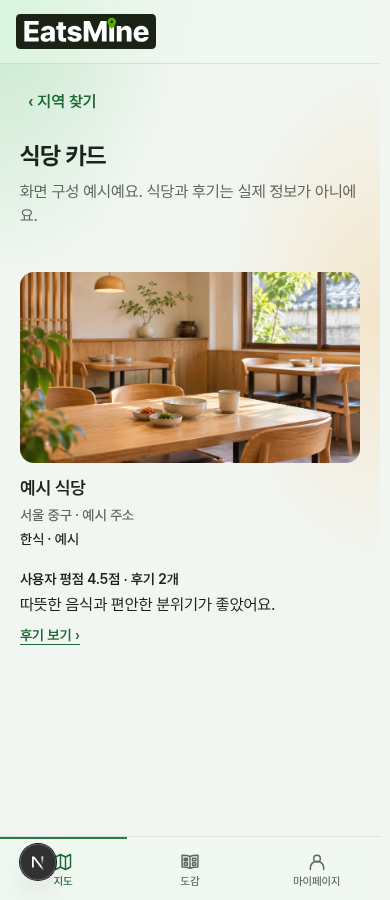 EatsMine
‹ 지역 찾기
식당 카드
화면 구성 예시예요. 식당과 후기는 실제 정보가 아니에
요.
예시 식당
서울 중구 · 예시 주소
한식 · 예시
사용자 평점 4.5점 · 후기 2개
따뜻한 음식과 편안한 분위기가 좋았어요.
후기 보기 ›
N
지도
도감
마이페이지